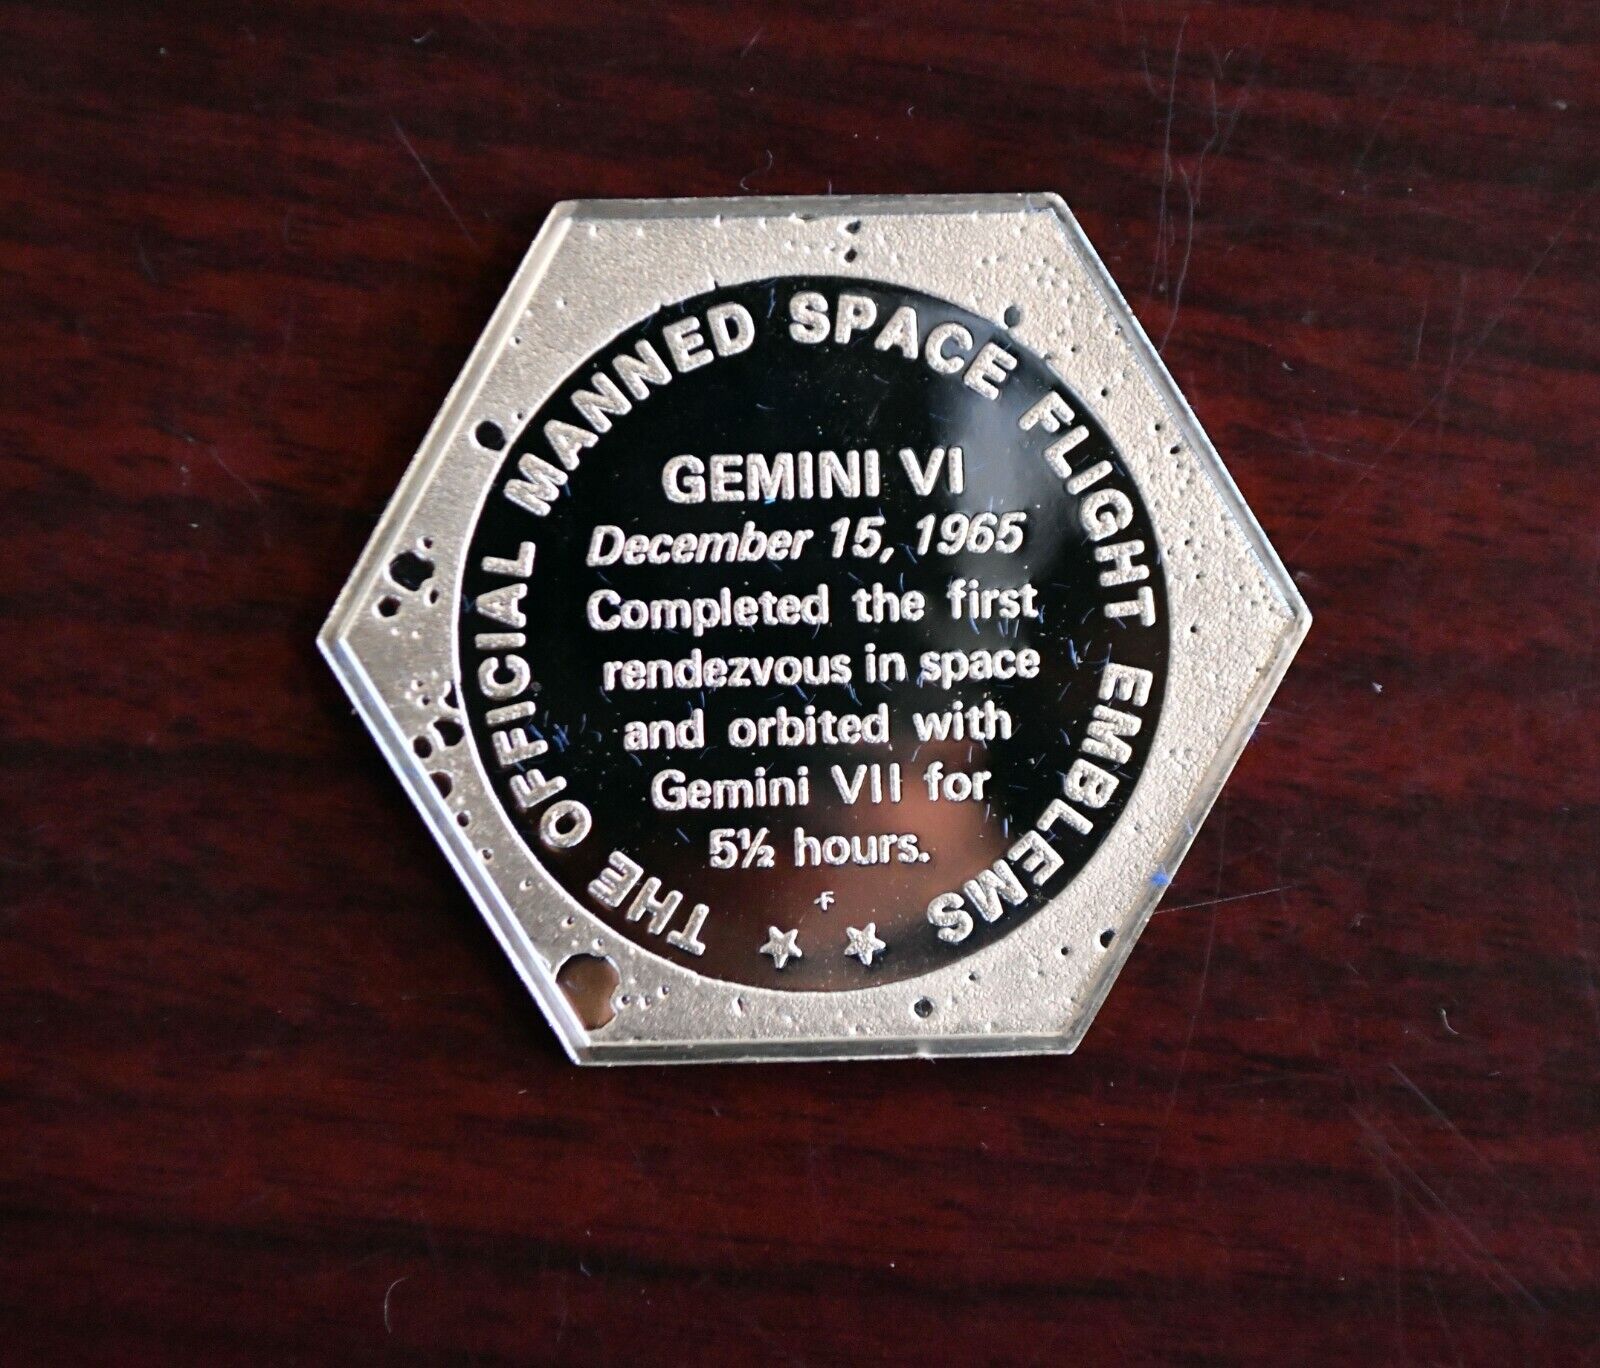 THE OFFICIAL MANNED SPACE FLIGHT EMBLEMS
GEMINI VI
December 15, 1965
Completed the first
rendezvous in space
and orbited with
Gemini VII for
5½ hours.
F